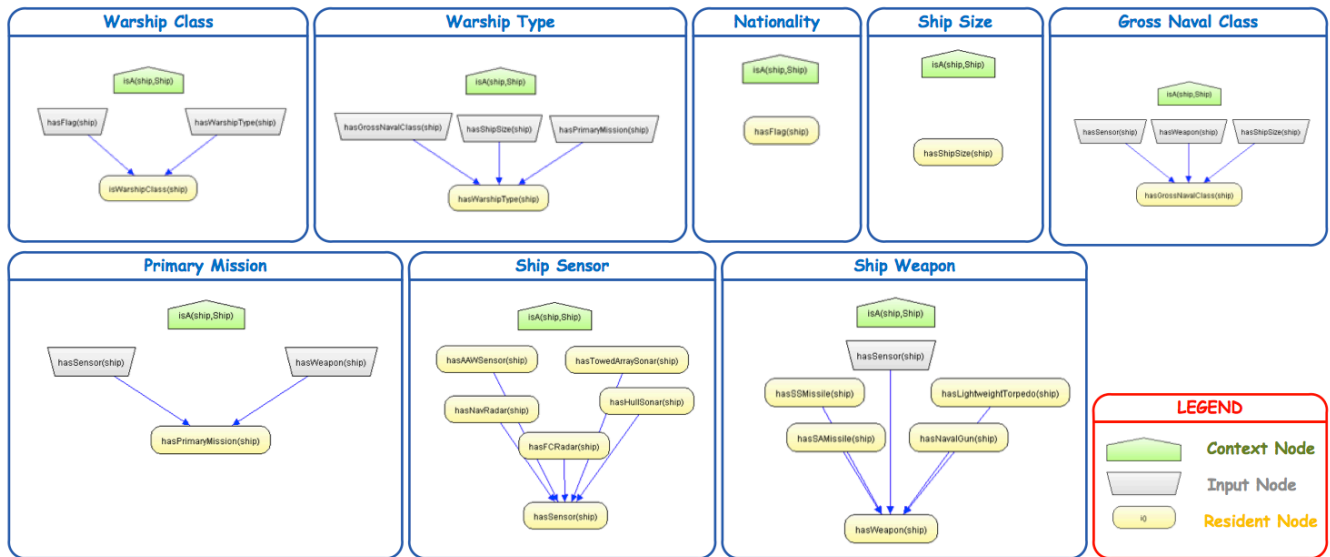 Warship Class
isA(ship,Ship)
hasFlag(ship)
hasWarshipType(ship)
isWarshipClass(ship)
Warship Type
isA(ship,Ship)
hasGrossNavalClass(ship)
hasShipSize(ship)
hasPrimaryMission(ship)
hasWarshipType(ship)
Nationality
isA(ship,Ship)
hasFlag(ship)
Ship Size
isA(ship,Ship)
hasShipSize(ship)
Gross Naval Class
isA(ship,Ship)
hasSensor(ship)
hasWeapon(ship)
hasShipSize(ship)
hasGrossNavalClass(ship)
Primary Mission
isA(ship,Ship)
hasSensor(ship)
hasWeapon(ship)
hasPrimaryMission(ship)
Ship Sensor
isA(ship,Ship)
hasAAWSensor(ship)
hasTowedArraySonar(ship)
hasNavRadar(ship)
hasHullSonar(ship)
hasFCRadar(ship)
hasSensor(ship)
Ship Weapon
isA(ship,Ship)
hasSensor(ship)
hasSSMissile(ship)
hasLightweightTorpedo(ship)
hasSAMissile(ship)
hasNavalGun(ship)
hasWeapon(ship)
LEGEND
Context Node
Input Node
Resident Node